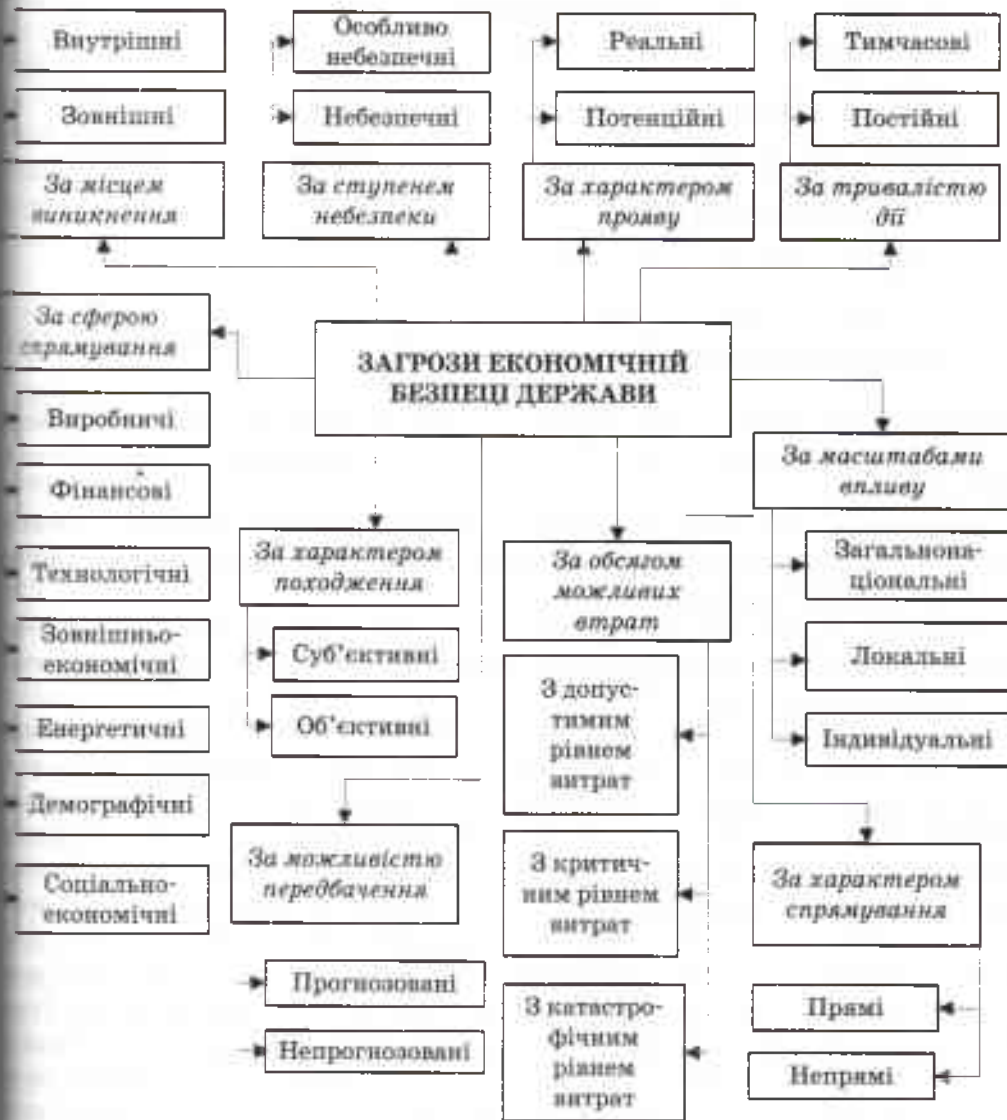 Внутрішні
Зовнішні
За місцем
виникнення
Особливо
небезпечні
Небезпечні
За ступенем
небезпеки
Реальні
Потенційні
За характером
прояву
Тимчасові
Постійні
За тривалістю
дії
ЗАГРОЗИ ЕКОНОМІЧНІЙ
БЕЗПЕЦІ ДЕРЖАВИ
За сферою
спрямування
Виробничі
Фінансові
Технологічні
Зовнішньо-
економічні
Енергетичні
Демографічні
Соціально-
економічні
За характером
походження
Суб’єктивні
Об’єктивні
За можливістю
передбачення
Прогнозовані
Непрогнозовані
За обсягом
можливих
втрат
З допус-
тимим
рівнем
витрат
З критич-
ним рівнем
витрат
З катастро-
фічним
рівнем
витрат
За масштабами
впливу
Загальнона-
ціональні
Локальні
Індивідуальні
За характером
спрямування
Прямі
Непрямі